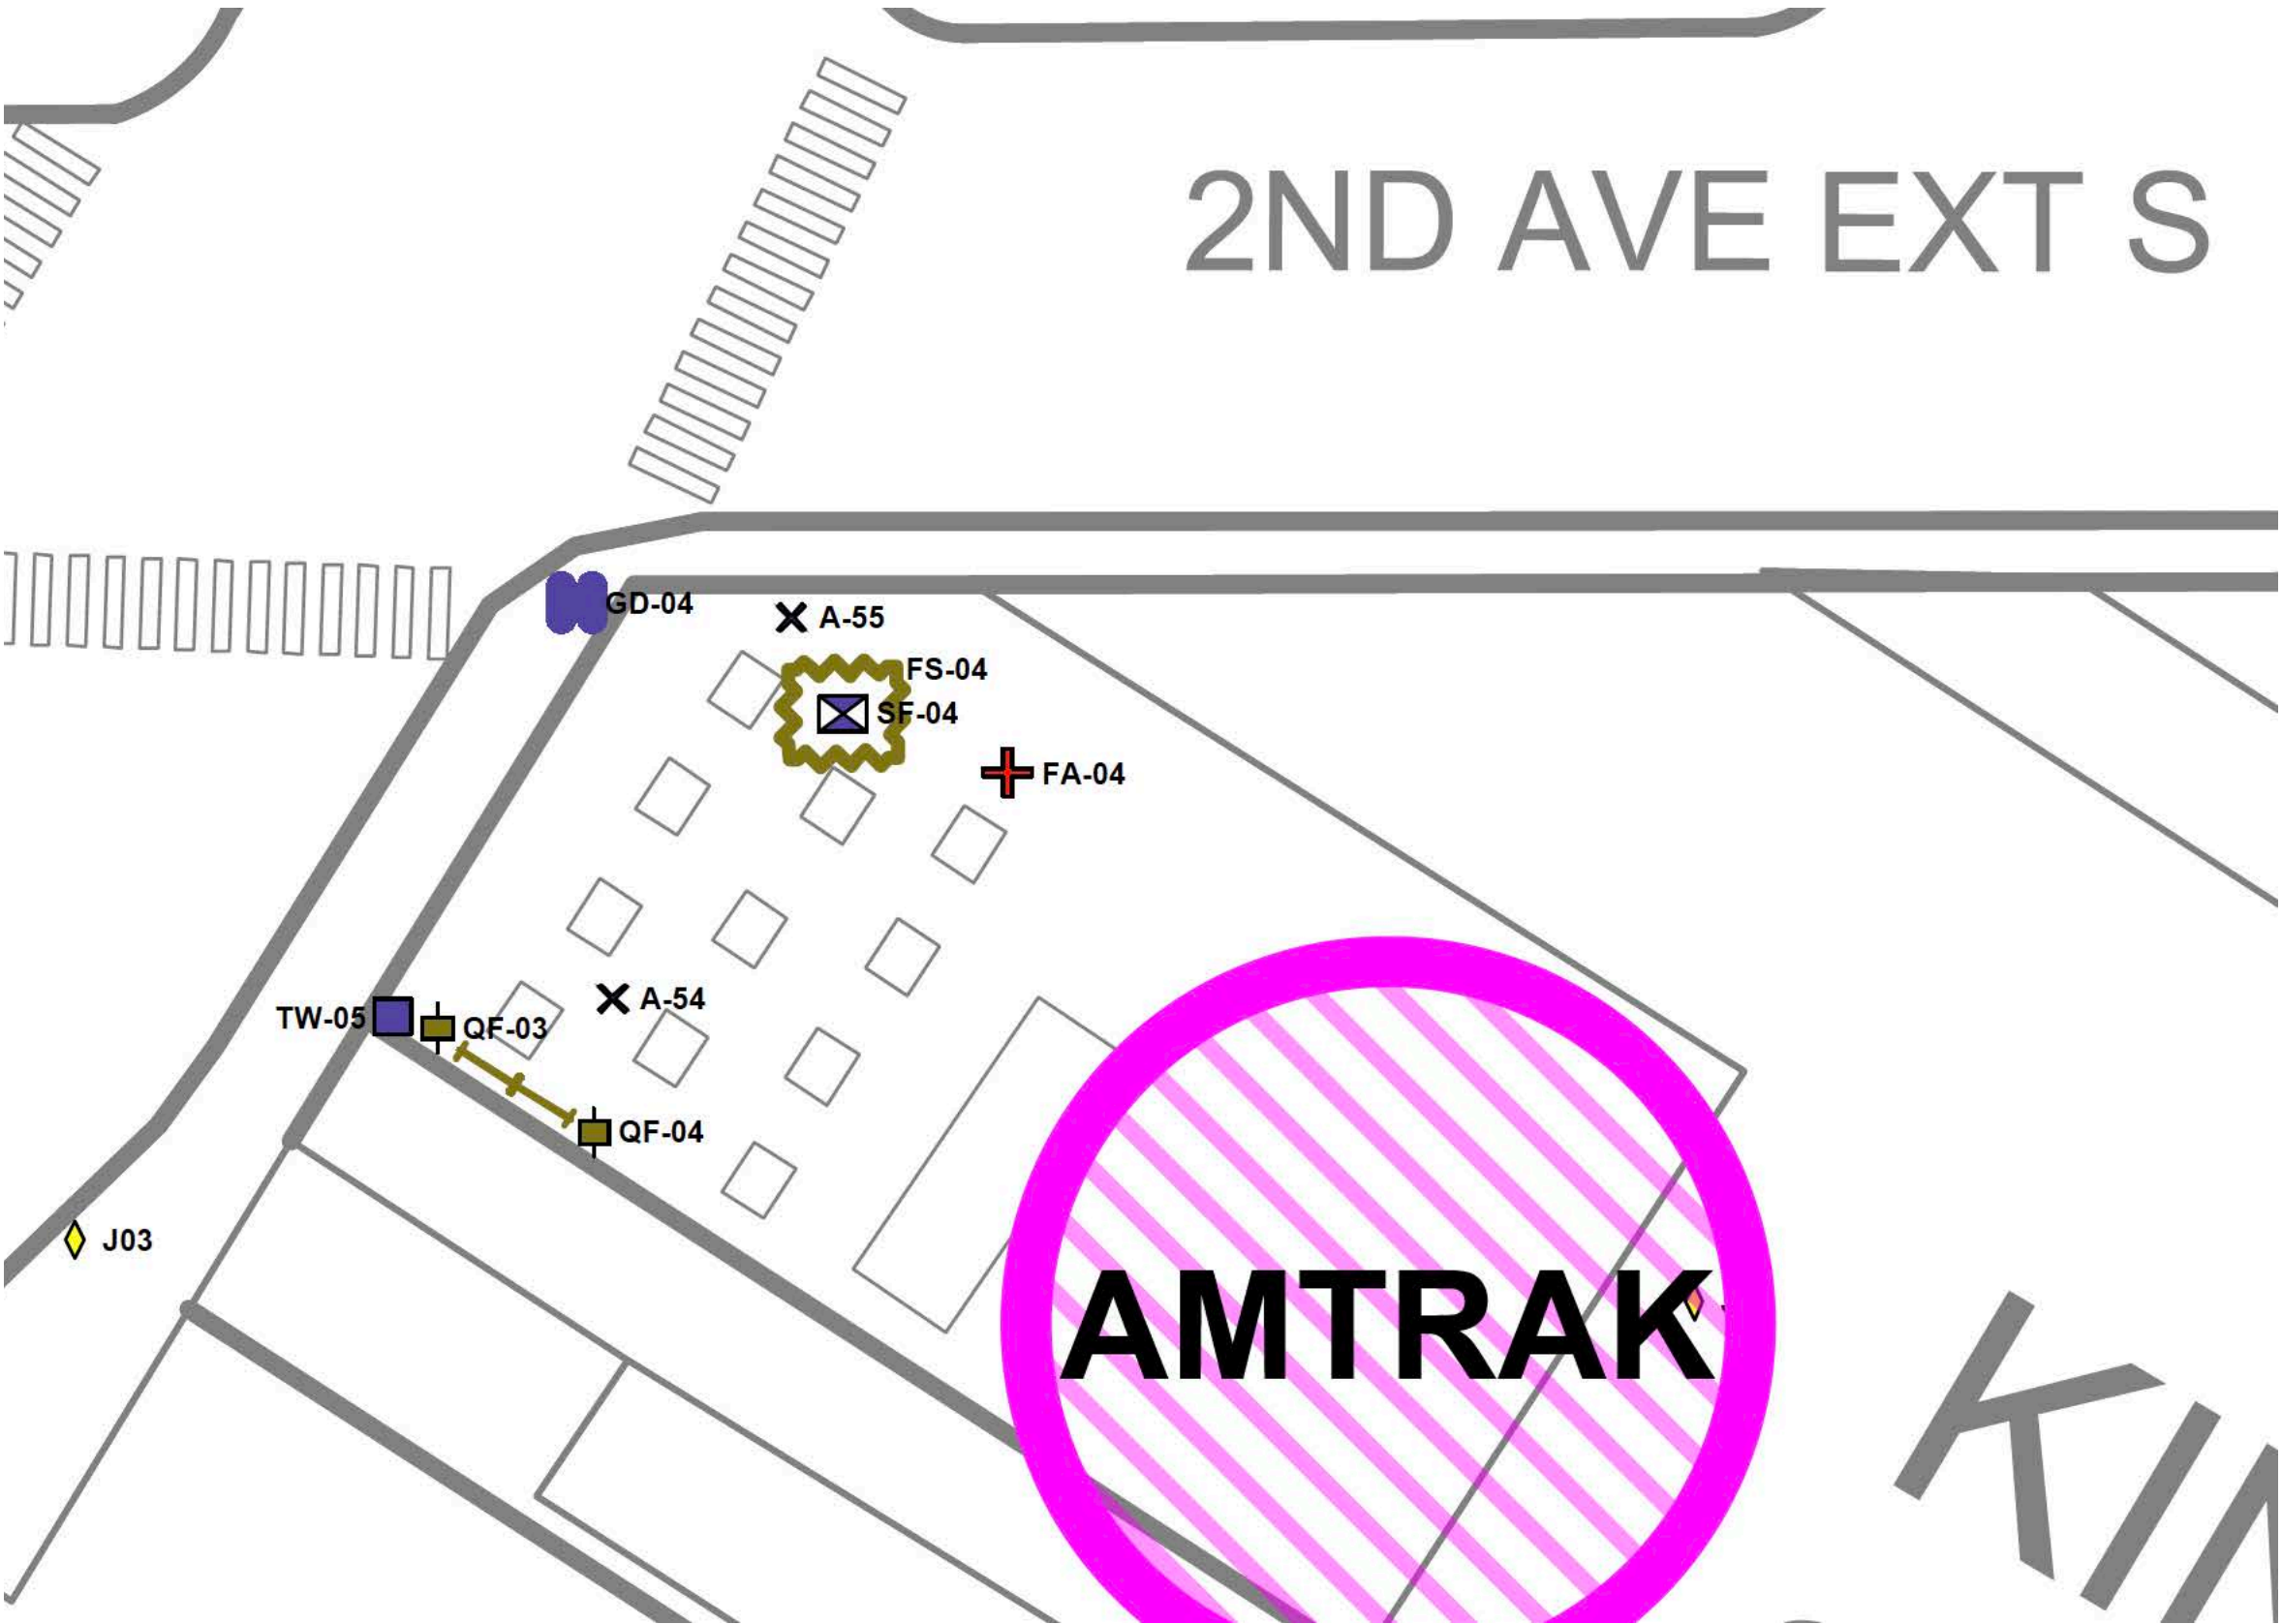 2ND AVE EXT S
GD-04
A-55
FS-04
SF-04
FA-04
A-54
TW-05
QF-03
QF-04
J03
AMTRAK